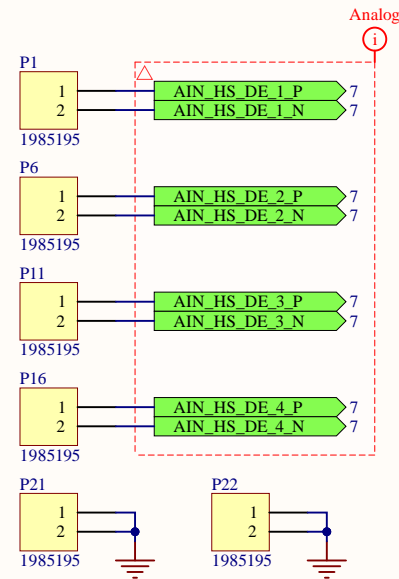 Analog
i
P1
1 AIN_HS_DE_1_P 7
2 AIN_HS_DE_1_N 7
1985195
P6
1 AIN_HS_DE_2_P 7
2 AIN_HS_DE_2_N 7
1985195
P11
1 AIN_HS_DE_3_P 7
2 AIN_HS_DE_3_N 7
1985195
P16
1 AIN_HS_DE_4_P 7
2 AIN_HS_DE_4_N 7
1985195
P21 P22
1 1
2 2
1985195 1985195